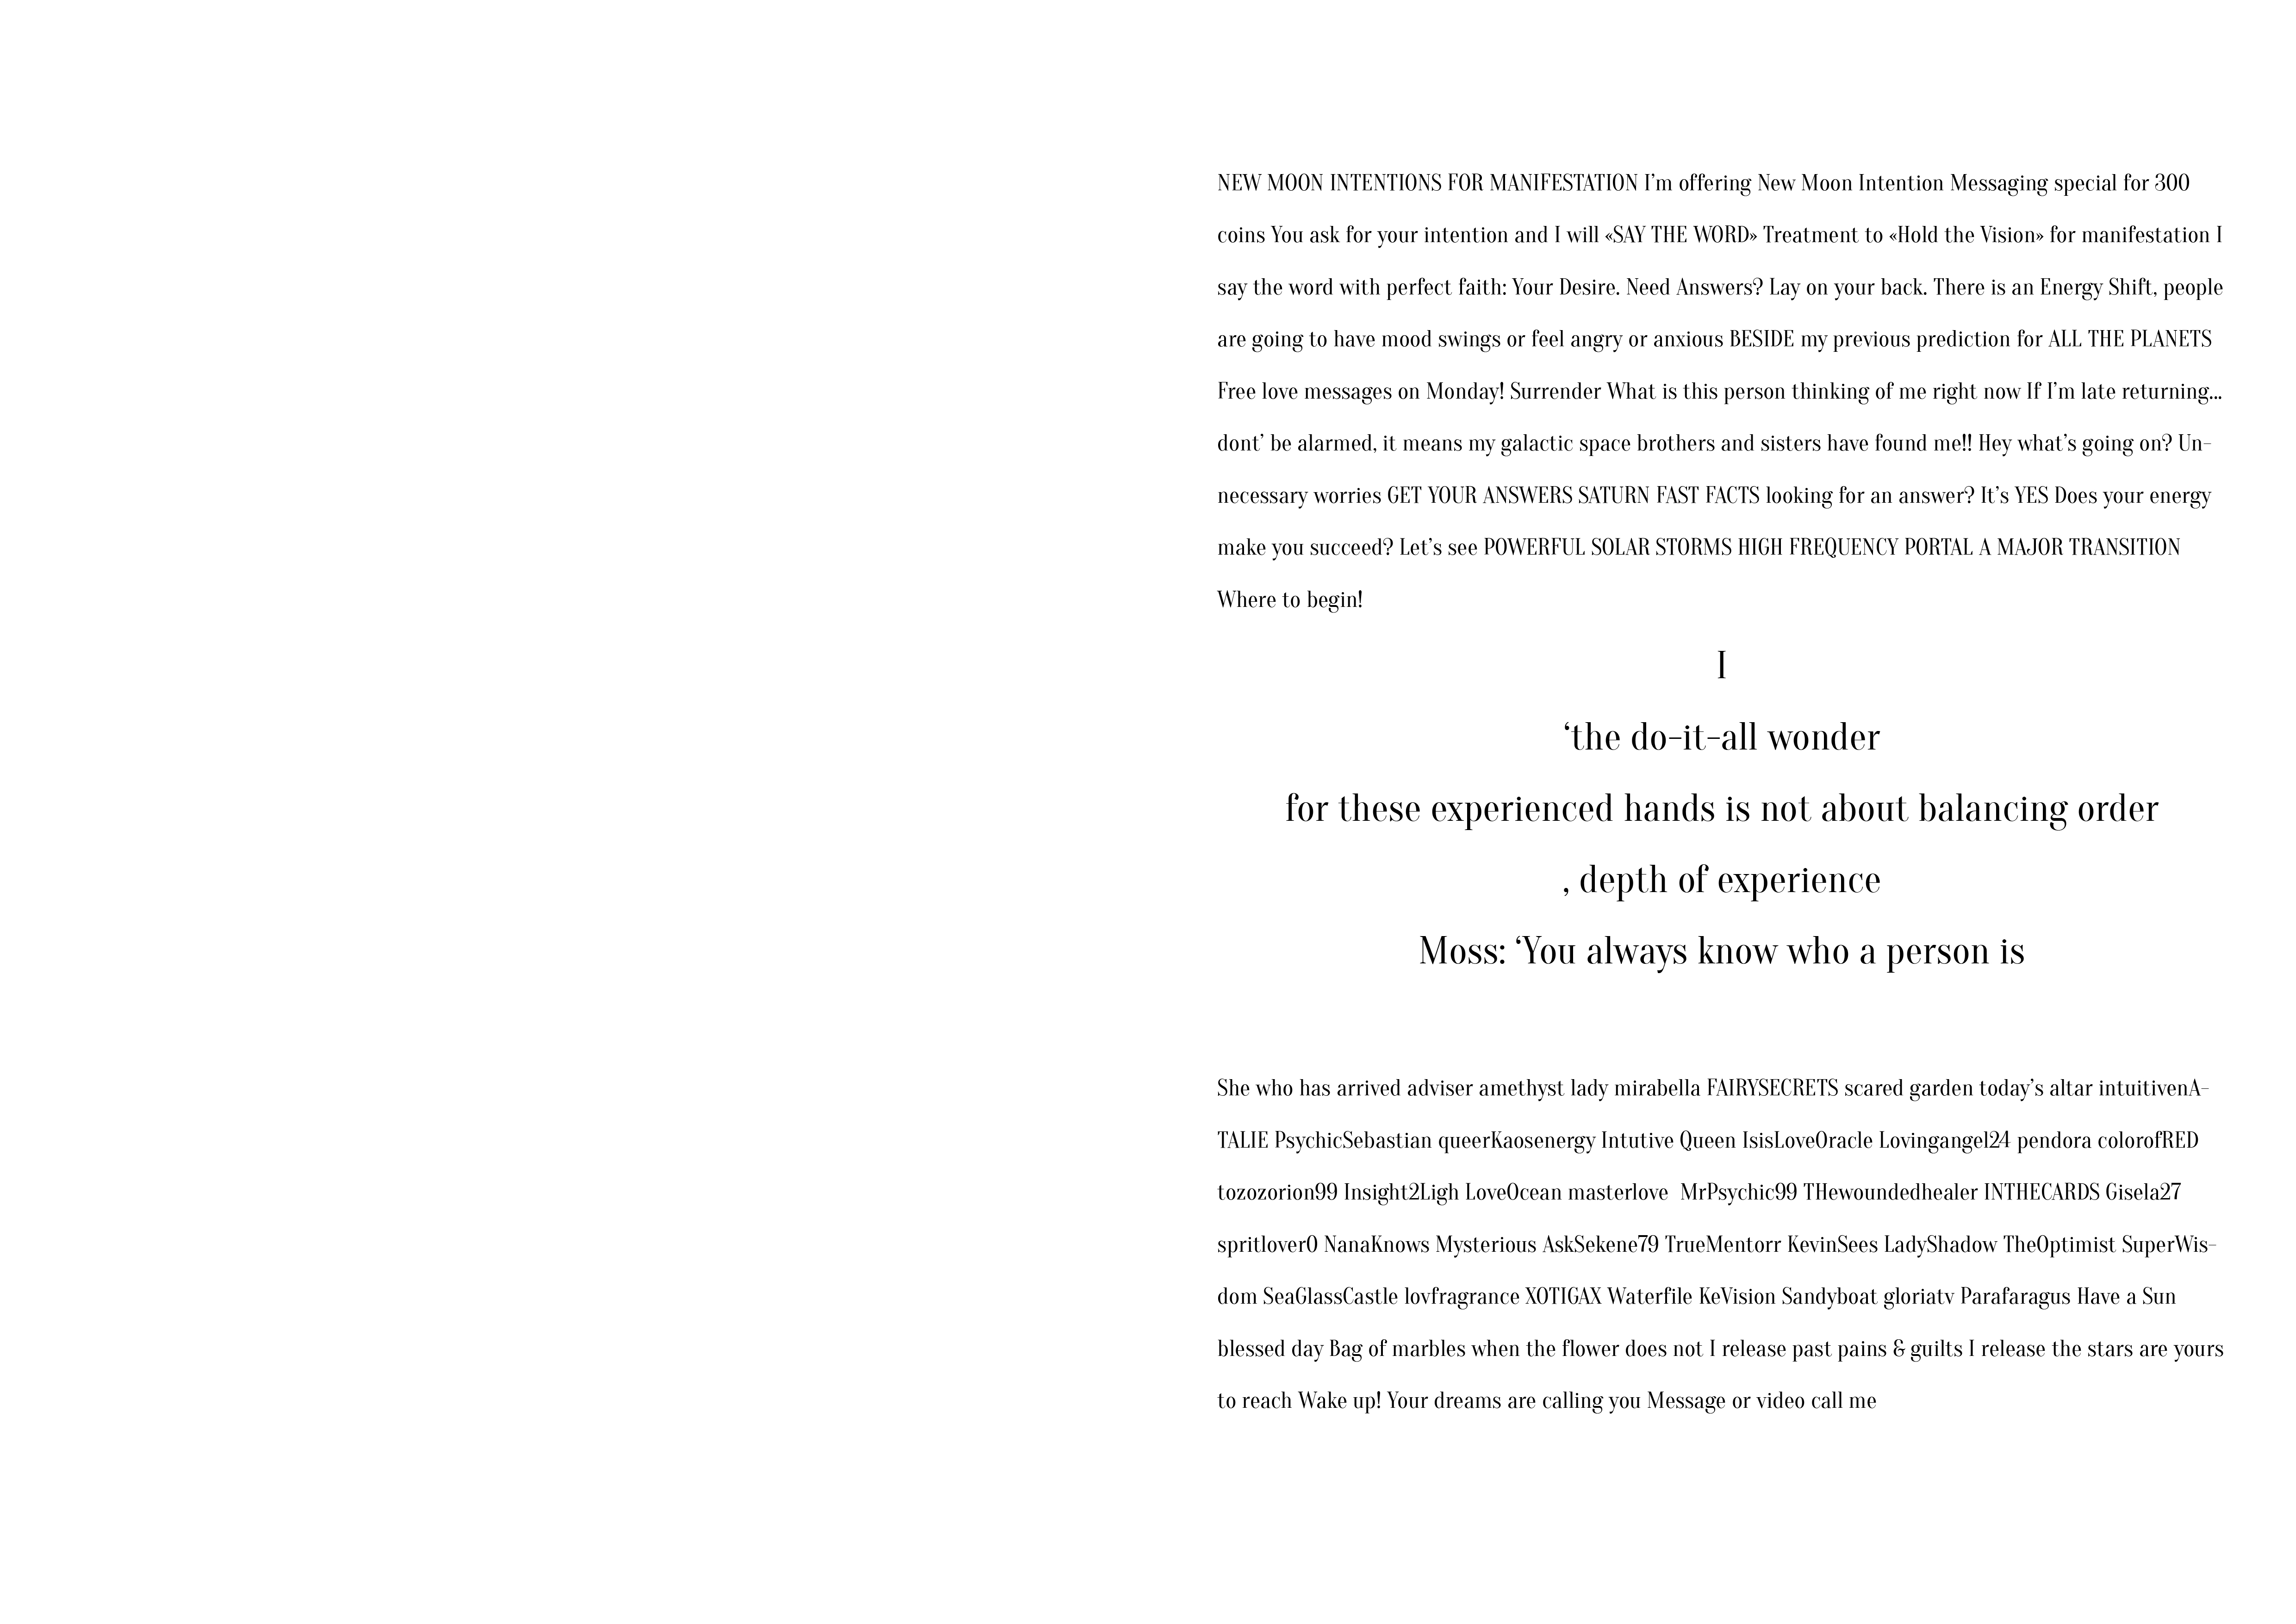 NEW MOON INTENTIONS FOR MANIFESTATION I’m offering New Moon Intention Messaging special for 300
coins You ask for your intention and I will «SAY THE WORD» Treatment to «Hold the Vision» for manifestation I
say the word with perfect faith: Your Desire. Need Answers? Lay on your back. There is an Energy Shift, people
are going to have mood swings or feel angry or anxious BESIDE my previous prediction for ALL THE PLANETS
Free love messages on Monday! Surrender What is this person thinking of me right now If I’m late returning...
dont’ be alarmed, it means my galactic space brothers and sisters have found me!! Hey what’s going on? Un-
necessary worries GET YOUR ANSWERS SATURN FAST FACTS looking for an answer? It’s YES Does your energy
make you succeed? Let’s see POWERFUL SOLAR STORMS HIGH FREQUENCY PORTAL A MAJOR TRANSITION
Where to begin!
I
‘the do-it-all wonder
for these experienced hands is not about balancing order
, depth of experience
Moss: ‘You always know who a person is
She who has arrived adviser amethyst lady mirabella FAIRYSECRETS scared garden today’s altar intuitivenA-
TALIE PsychicSebastian queerKaosenergy Intutive Queen IsisLoveOracle Lovingangel24 pendora colorofRED
tozozorion99 Insight2Ligh LoveOcean masterlove  MrPsychic99 THewoundedhealer INTHECARDS Gisela27
spritlover0 NanaKnows Mysterious AskSekene79 TrueMentorr KevinSees LadyShadow TheOptimist SuperWis-
dom SeaGlassCastle lovfragrance XOTIGAX Waterfile KeVision Sandyboat gloriatv Parafaragus Have a Sun
blessed day Bag of marbles when the flower does not I release past pains & guilts I release the stars are yours
to reach Wake up! Your dreams are calling you Message or video call me